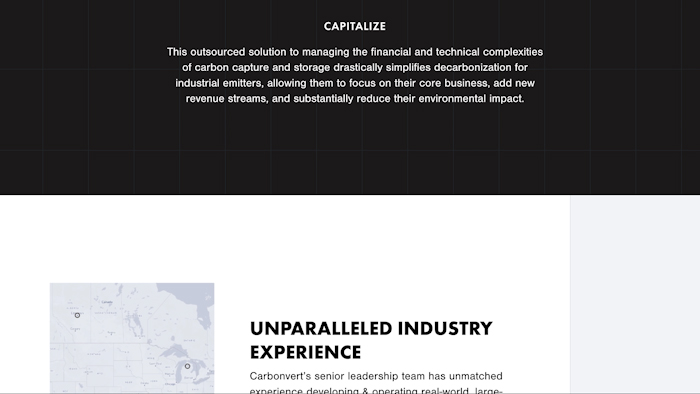 CAPITALIZE
This outsourced solution to managing the financial and technical complexities
of carbon capture and storage drastically simplifies decarbonization for
industrial emitters, allowing them to focus on their core business, add new
revenue streams, and substantially reduce their environmental impact.
UNPARALLELED INDUSTRY
EXPERIENCE
Carbonvert's senior leadership team has unmatched
experience developing & operating real-world, large-